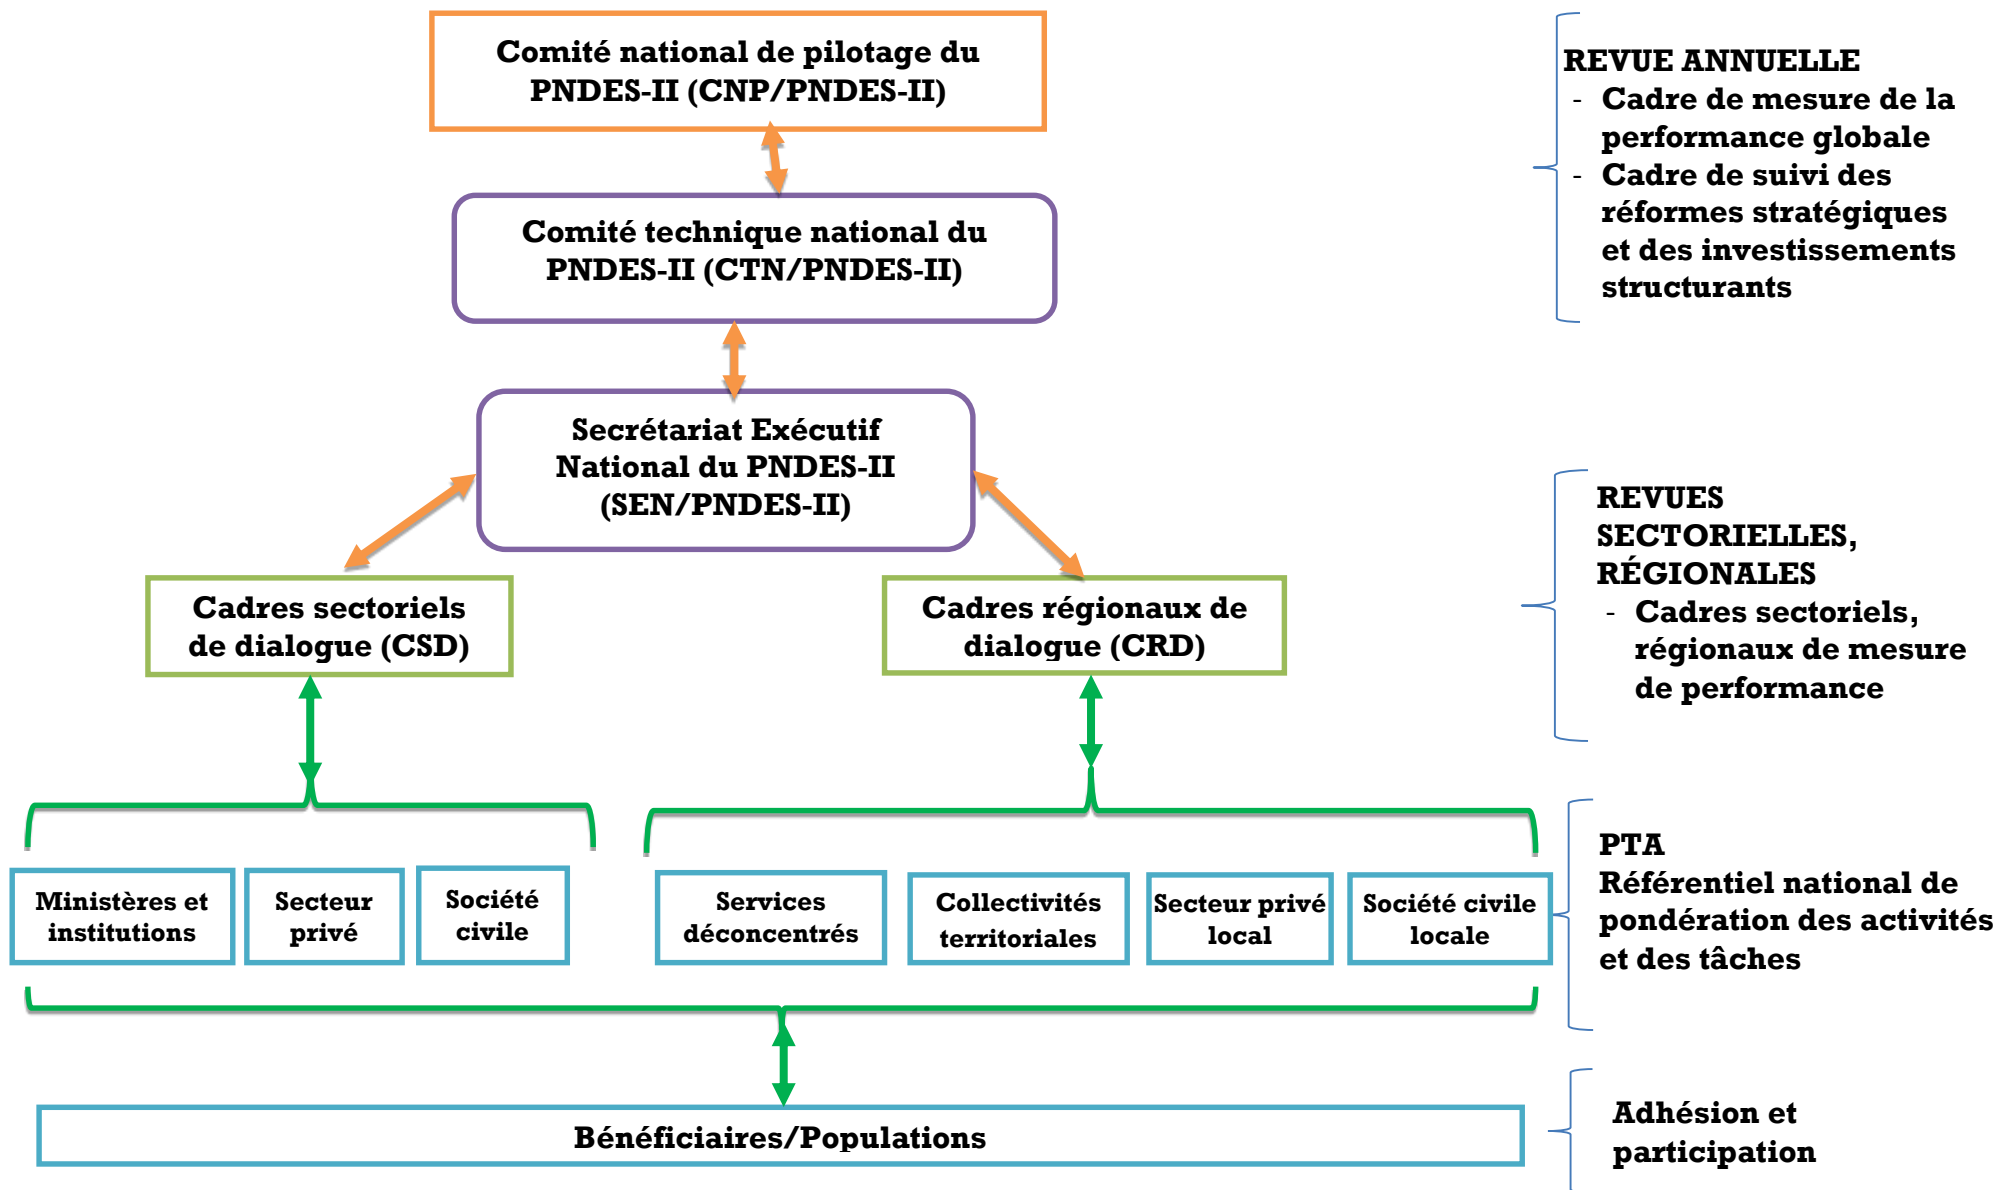 Comité national de pilotage du
PNDES-II (CNP/PNDES-II)
REVUE ANNUELLE
- Cadre de mesure de la
performance globale
- Cadre de suivi des
réformes stratégiques
et des investissements
structurants
Comité technique national du
PNDES-II (CTN/PNDES-II)
Secrétariat Exécutif
National du PNDES-II
(SEN/PNDES-II)
REVUES
SECTORIELLES,
RÉGIONALES
- Cadres sectoriels,
régionaux de mesure
de performance
Cadres sectoriels
de dialogue (CSD)
Cadres régionaux de
dialogue (CRD)
Ministères et
institutions
Secteur
privé
Société
civile
Services
déconcentrés
Collectivités
territoriales
Secteur privé
local
Société civile
locale
PTA
Référentiel national de
pondération des activités
et des tâches
Bénéficiaires/Populations
Adhésion et
participation